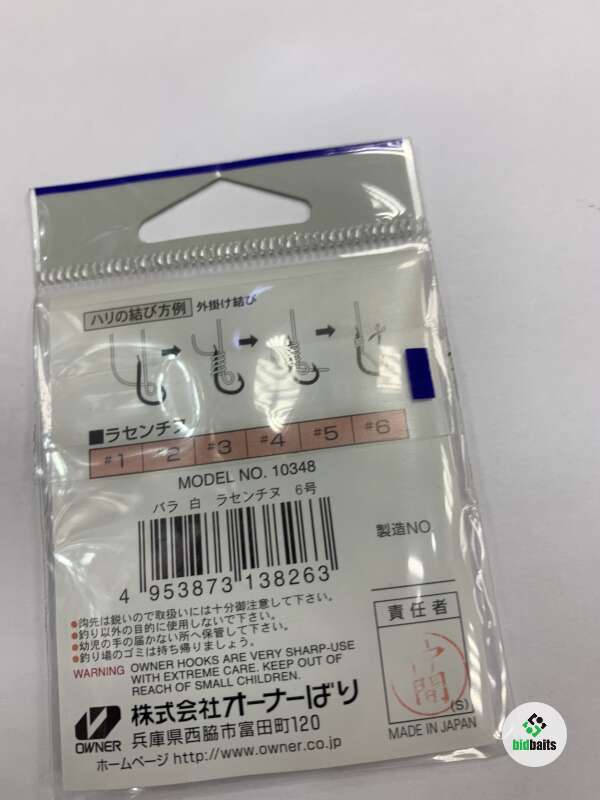 ハリの結び方例 外掛け結び
■ラセンチヌ
#1 #2 #3 #4 #5 #6
MODEL NO. 10348
バラ 白 ラセンチヌ 6号
4 953873 138263
製造NO.
●鈎先は鋭いので取扱いには十分御注意して下さい。
●釣り以外の目的に使用しないで下さい。
●幼児の手の届かない所へ保管して下さい。
●釣り場のゴミは持ち帰りましょう。
WARNING OWNER HOOKS ARE VERY SHARP-USE
WITH EXTREME CARE. KEEP OUT OF
REACH OF SMALL CHILDREN.
責任者
(S)
MADE IN JAPAN
OWNER
株式会社オーナーばり
兵庫県西脇市富田町120
ホームページ http://www.owner.co.jp
bidbaits